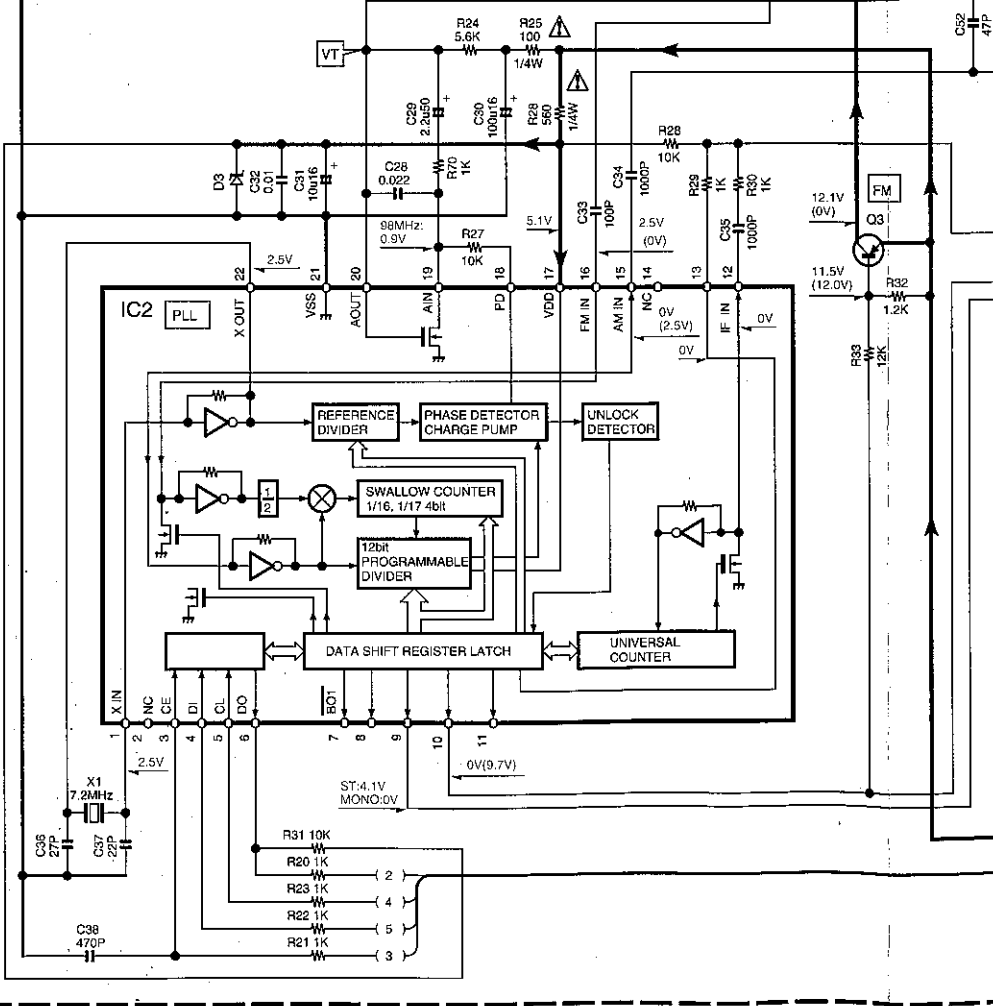 R24
5.6K
R25
100
1/4W
VT
C52
47P
C29
2.2u50
+
C30
100u16
+
R28
560
1/4W
R28
10K
D3
C32
0.01
C31
10u16
+
C28
0.022
R70
1K
C33
100P
C34
1000P
R29
1K
R30
1K
C35
1000P
12.1V
(0V)
FM
Q3
98MHz:
0.9V
R27
10K
5.1V
2.5V
(0V)
11.5V
(12.0V)
R32
1.2K
R33
12K
2.5V
22
21
20
19
18
17
16
15
14
13
12
IC2
PLL
X OUT
VSS
AOUT
AIN
PD
VDD
FM IN
AM IN
NC
IF IN
0V
(2.5V)
0V
0V
REFERENCE
DIVIDER
PHASE DETECTOR
CHARGE PUMP
UNLOCK
DETECTOR
1
2
SWALLOW COUNTER
1/16, 1/17 4bit
12bit
PROGRAMMABLE
DIVIDER
DATA SHIFT REGISTER LATCH
UNIVERSAL
COUNTER
X IN
NC
CE
DI
CL
DO
BO1
1
2
3
4
5
6
7
8
9
10
11
2.5V
0V(9.7V)
ST:4.1V
MONO:0V
X1
7.2MHz
C36
27P
C37
22P
R31 10K
R20 1K
( 2 )
R23 1K
( 4 )
R22 1K
( 5 )
R21 1K
( 3 )
C38
470P